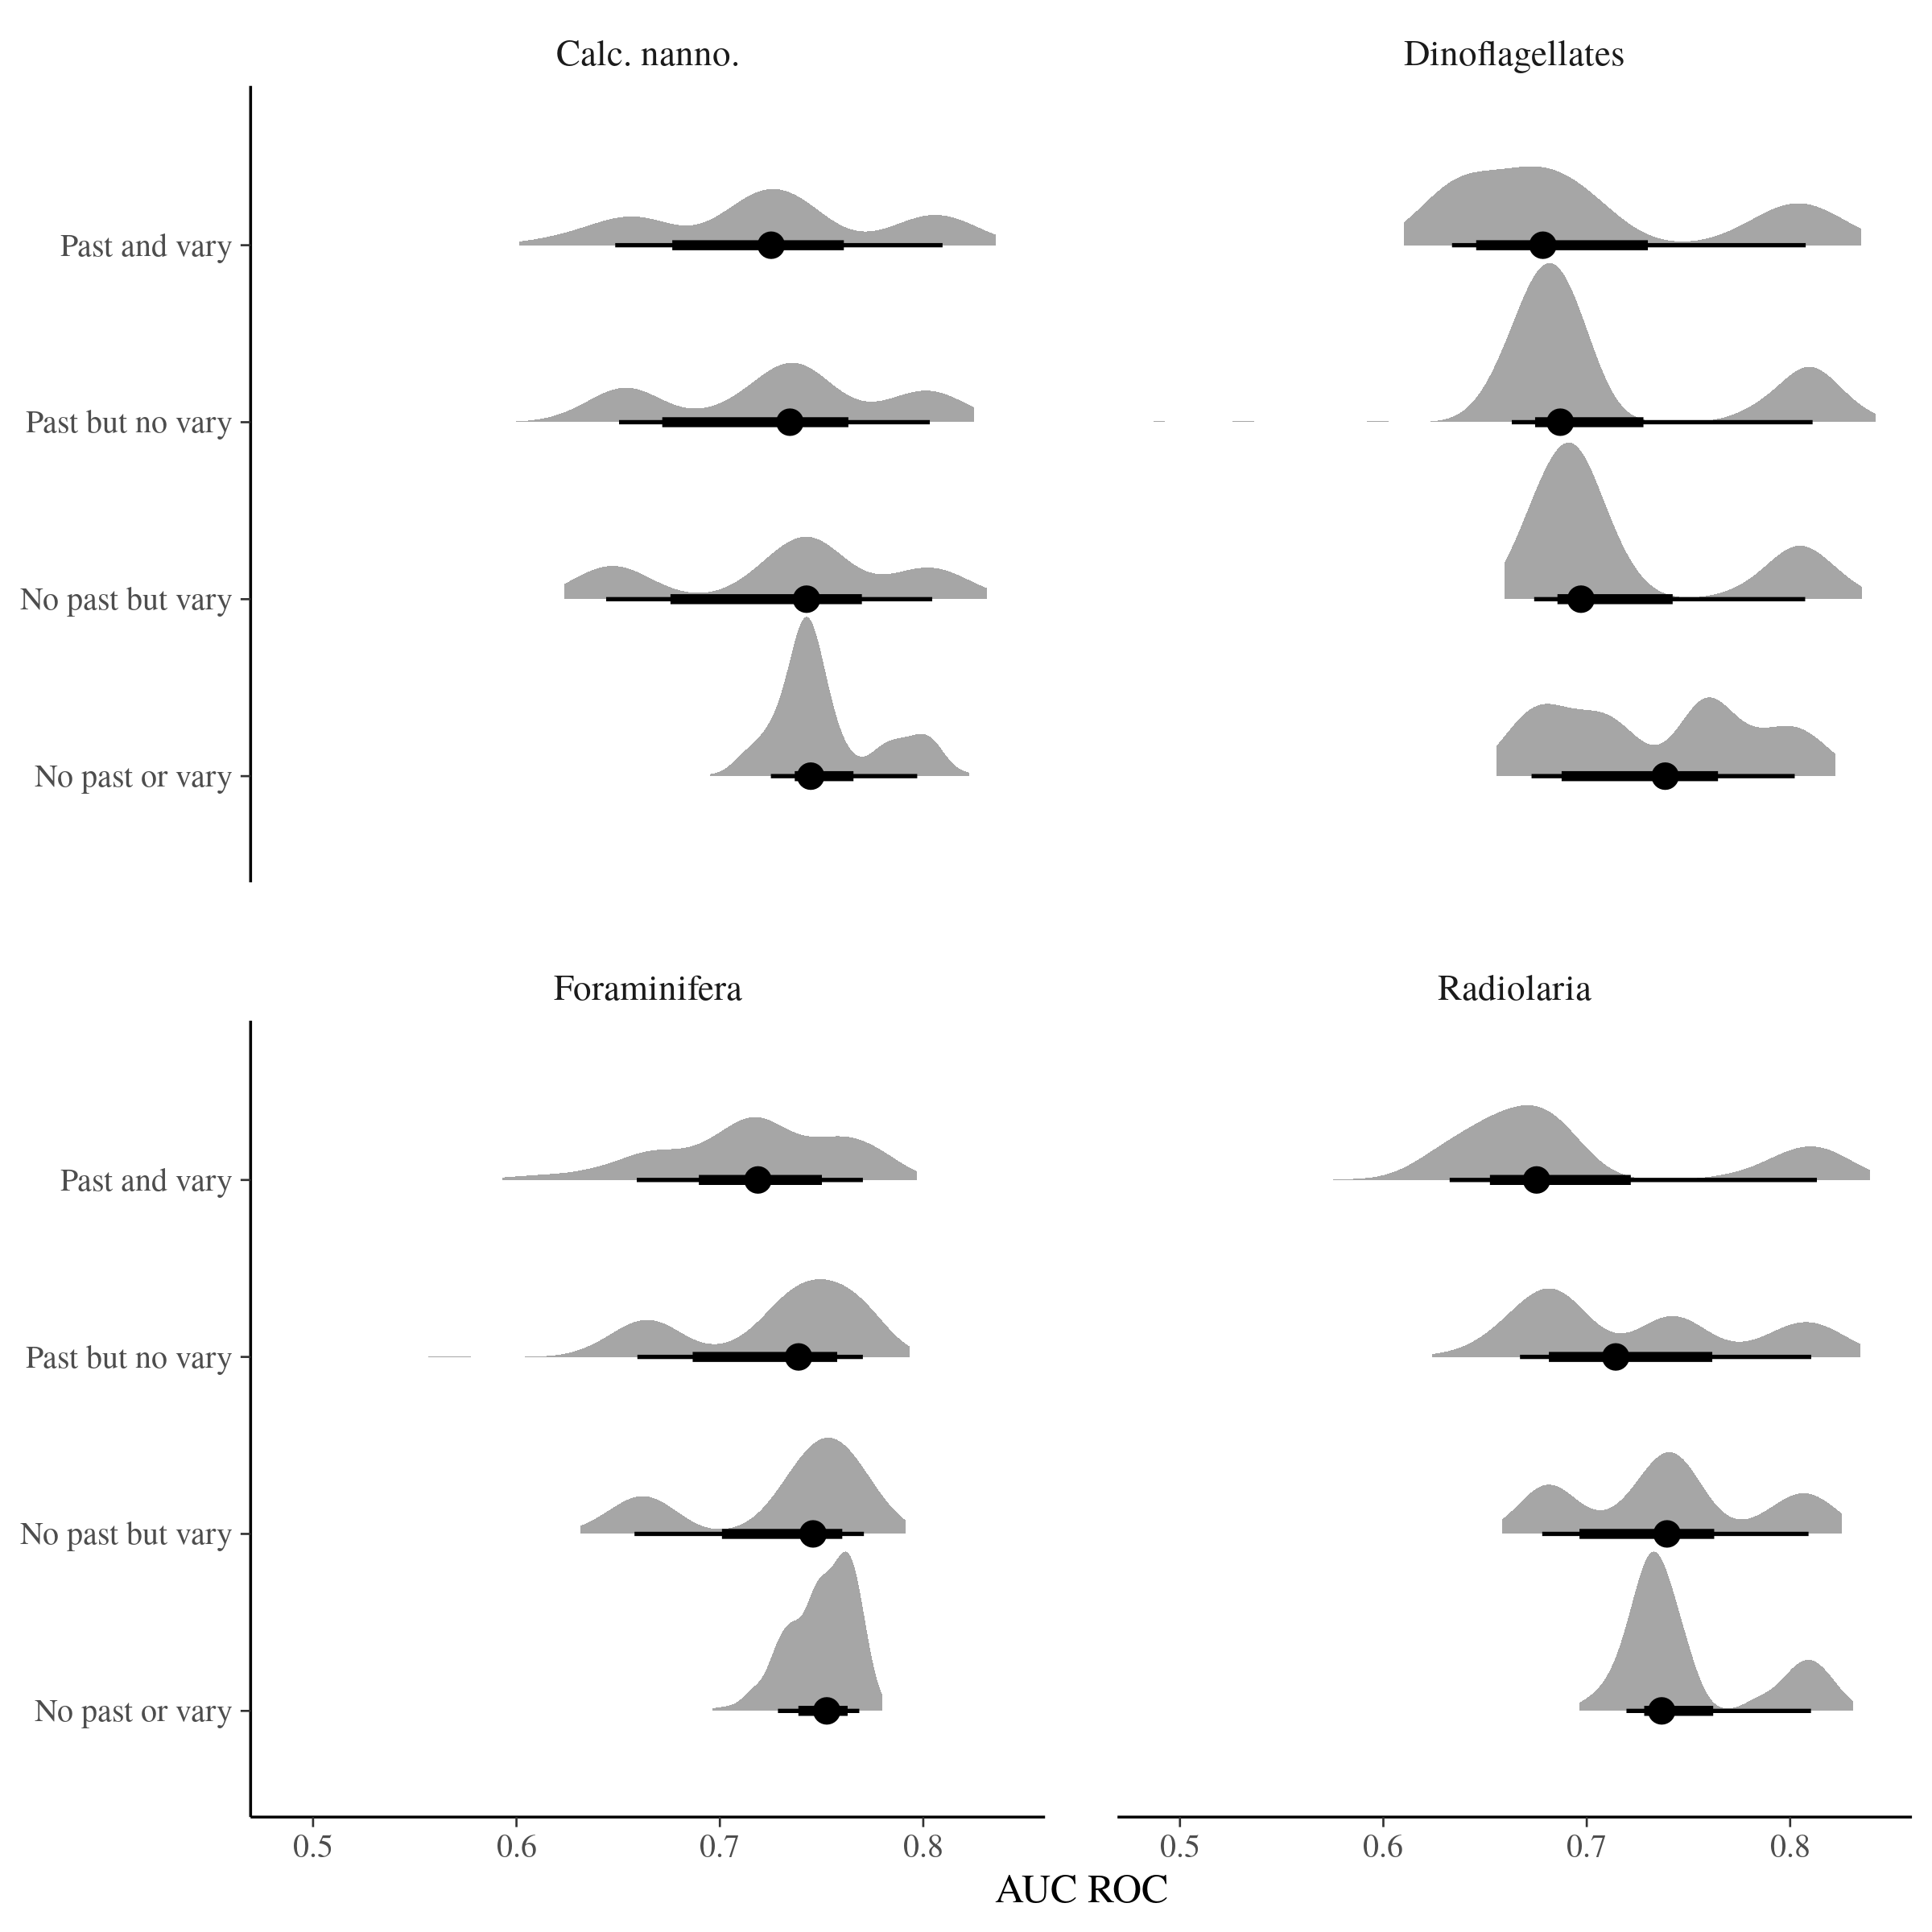 Calc. nanno.
Dinoflagellates
Past and vary
Past but no vary
No past but vary
No past or vary
Foraminifera
Radiolaria
Past and vary
Past but no vary
No past but vary
No past or vary
0.5 0.6 0.7 0.8
0.5 0.6 0.7 0.8
AUC ROC